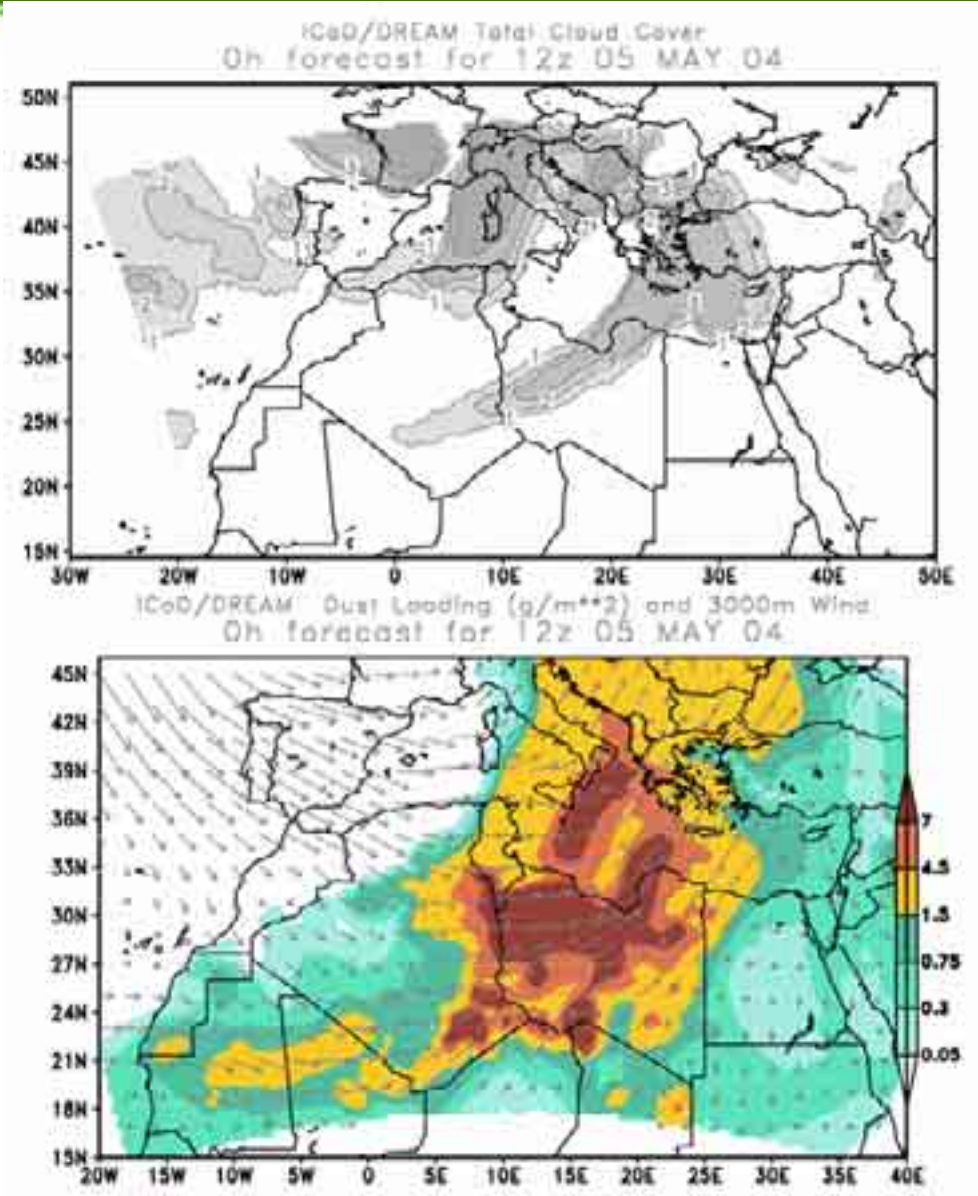 ICoD/DREAM Total Cloud Cover
0h forecast for 12z 05 MAY 04
50N
45N
40N
35N
30N
25N
20N
15N
30W 20W 10W 0 10E 20E 30E 40E 50E
ICoD/DREAM Dust Loading (g/m**2) and 3000m Wind
0h forecast for 12z 05 MAY 04
45N
42N
39N
36N
33N
30N
27N
24N
21N
18N
15N
20W 15W 10W 5W 0 5E 10E 15E 20E 25E 30E 35E 40E
7
4.5
1.5
0.75
0.3
0.05